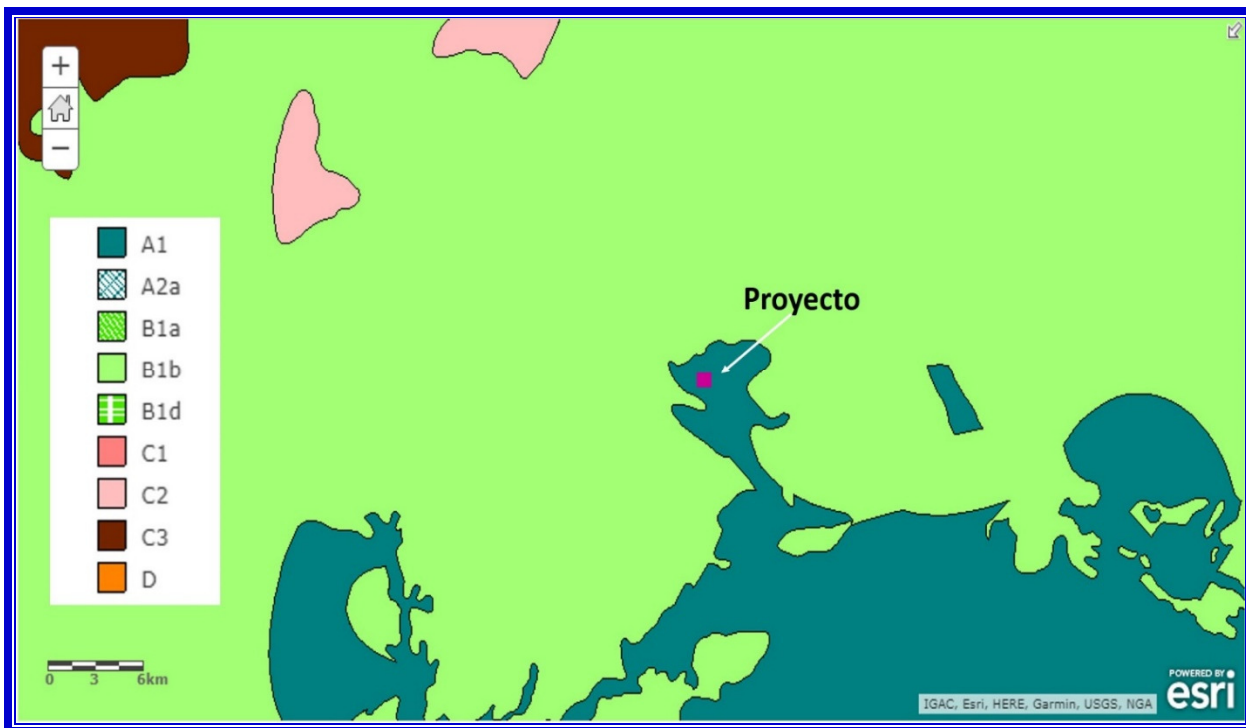 +
−
A1
A2a
B1a
B1b
B1d
C1
C2
C3
D
Proyecto
0 3 6km
IGAC, Esri, HERE, Garmin, USGS, NGA
POWERED BY
esri